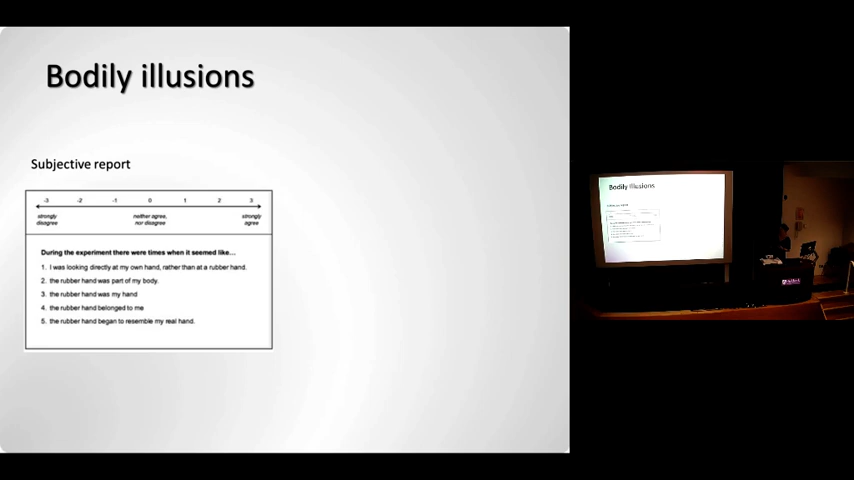 Bodily illusions
Subjective report
-3 -2 -1 0 1 2 3
strongly disagree
neither agree, nor disagree
strongly agree
During the experiment there were times when it seemed like...
1. I was looking directly at my own hand, rather than at a rubber hand.
2. the rubber hand was part of my body.
3. the rubber hand was my hand
4. the rubber hand belonged to me
5. the rubber hand began to resemble my real hand.
Bodily illusions